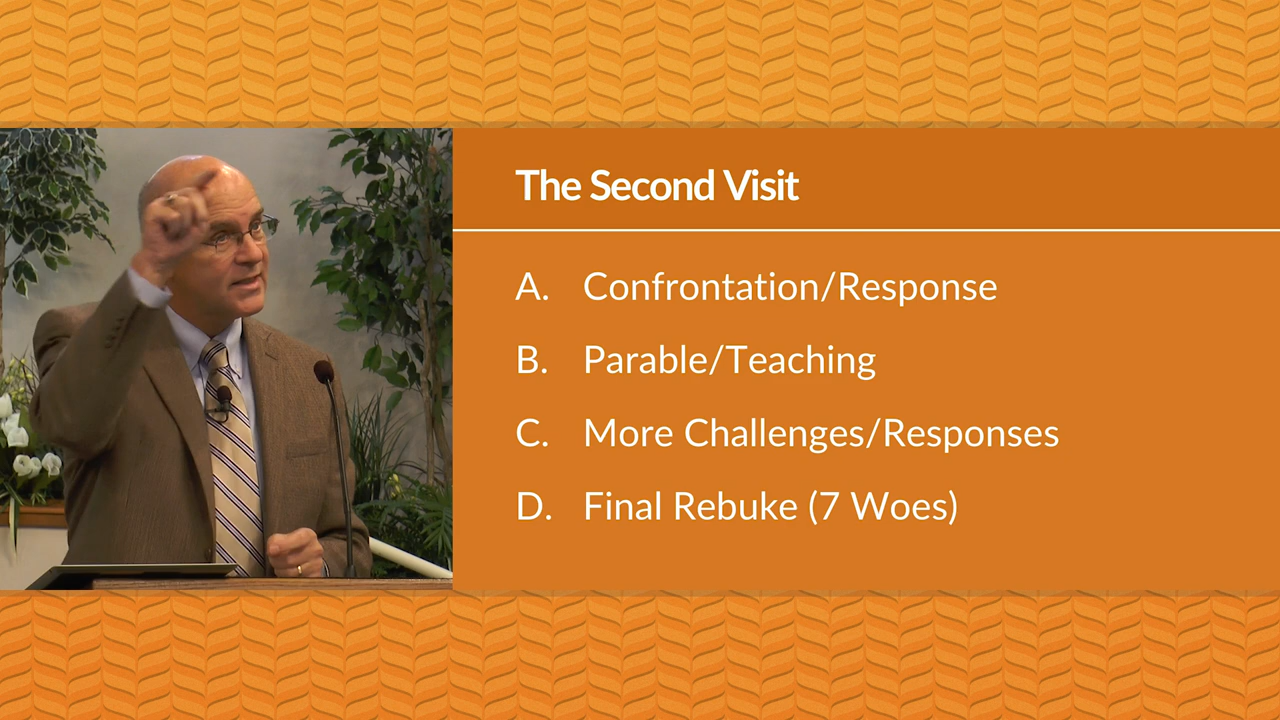 The Second Visit
A. Confrontation/Response
B. Parable/Teaching
C. More Challenges/Responses
D. Final Rebuke (7 Woes)